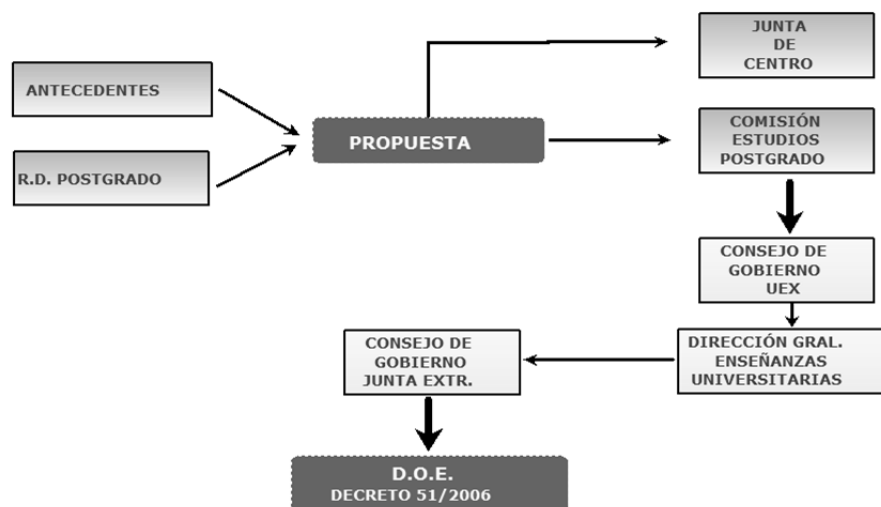 JUNTA
DE
CENTRO
ANTECEDENTES
COMISIÓN
ESTUDIOS
POSTGRADO
PROPUESTA
R.D. POSTGRADO
CONSEJO DE
GOBIERNO
UEX
CONSEJO DE
GOBIERNO
JUNTA EXTR.
DIRECCIÓN GRAL.
ENSEÑANZAS
UNIVERSITARIAS
D.O.E.
DECRETO 51/2006